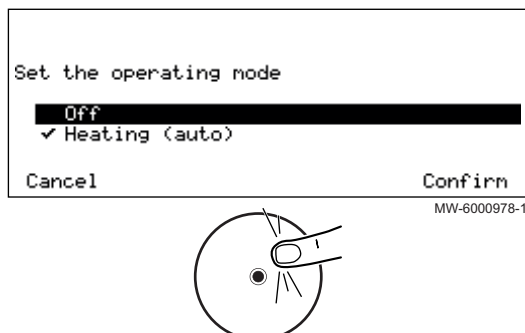 Set the operating mode
Off
✔ Heating (auto)
Cancel Confirm
MW-6000978-1